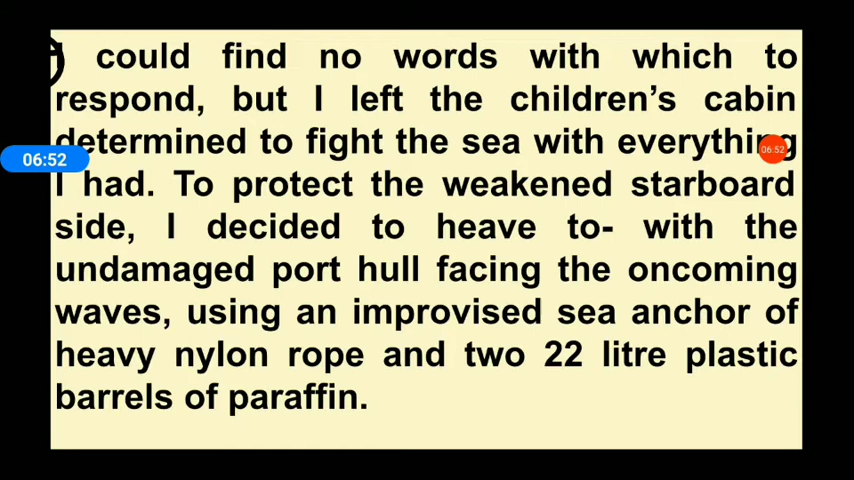 I could find no words with which to
respond, but I left the children's cabin
determined to fight the sea with everything
06:52
06:52
I had. To protect the weakened starboard
side, I decided to heave to- with the
undamaged port hull facing the oncoming
waves, using an improvised sea anchor of
heavy nylon rope and two 22 litre plastic
barrels of paraffin.